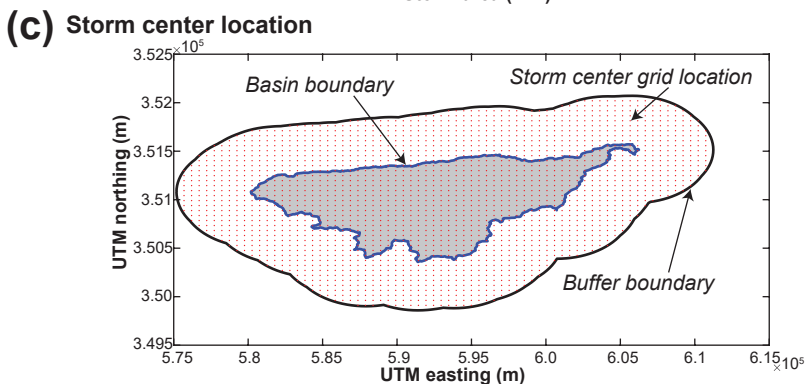 (c) Storm center location
×10⁵
3.525
3.52
3.515
3.51
3.505
3.50
3.495
UTM northing (m)
Basin boundary
Storm center grid location
Buffer boundary
5.75 5.8 5.85 5.9 5.95 6.0 6.05 6.1 6.15 ×10⁵
UTM easting (m)